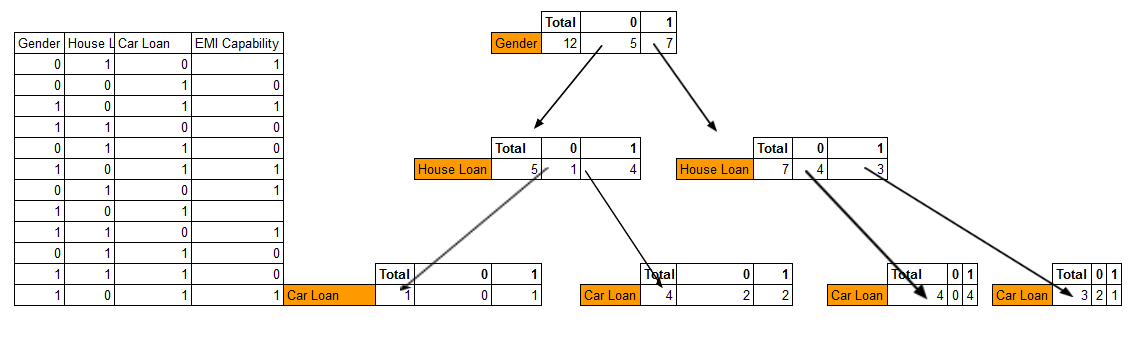 Total 0 1
Gender 12 5 7
Gender House L Car Loan EMI Capability
0 1 0 1
0 0 1 0
1 0 1 1
1 1 0 0
0 1 1 0
1 0 1 1
0 1 0 1
1 0 1
1 1 0 1
0 1 1 0
1 1 1 0
1 0 1 1
Total 0 1
House Loan 5 1 4
Total 0 1
House Loan 7 4 3
Total 0 1
Car Loan 1 0 1
Total 0 1
Car Loan 4 2 2
Total 0 1
Car Loan 4 0 4
Total 0 1
Car Loan 3 2 1